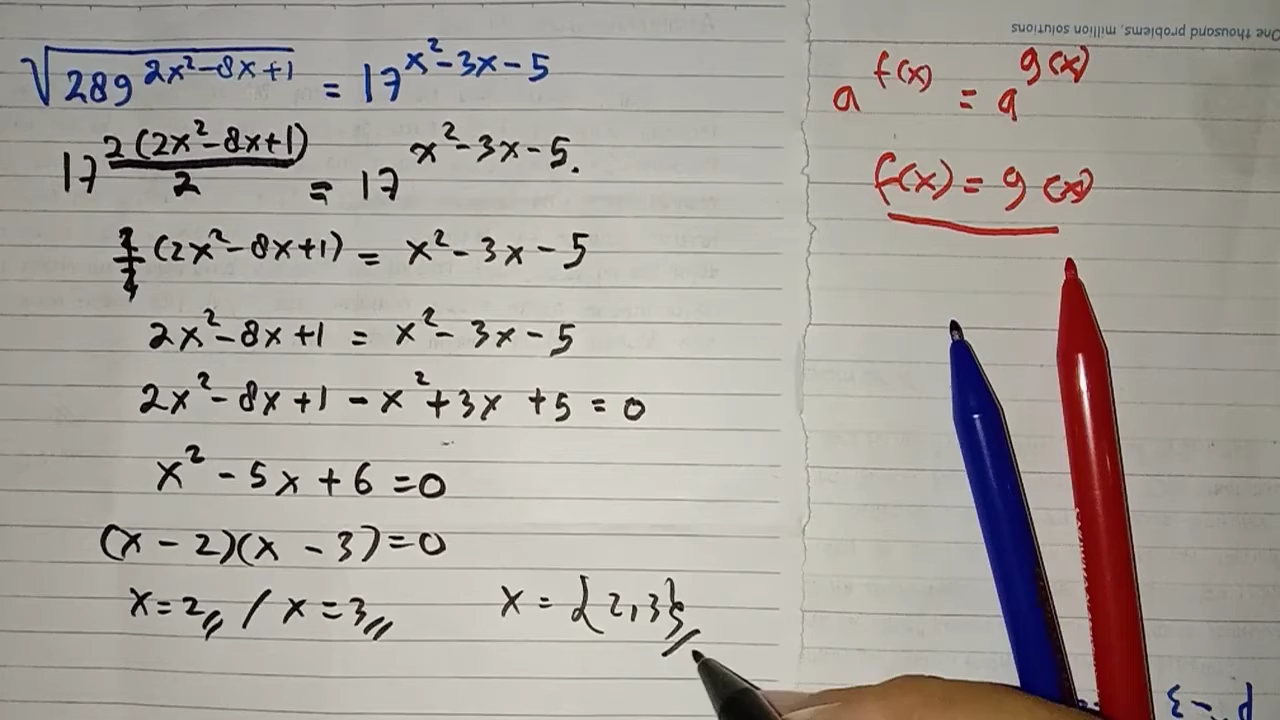 √289^(2x²-8x+1) = 17^(x²-3x-5)
17^(2(2x²-8x+1)/2) = 17^(x²-3x-5).
2/2 (2x²-8x+1) = x²-3x-5
2x²-8x+1 = x²-3x-5
2x²-8x+1-x²+3x+5=0
x²-5x+6=0
(x-2)(x-3)=0
x=2,, / x=3,, x={2,3}
One thousand problems, million solutions
a^f(x) = a^g(x)
f(x) = g(x)